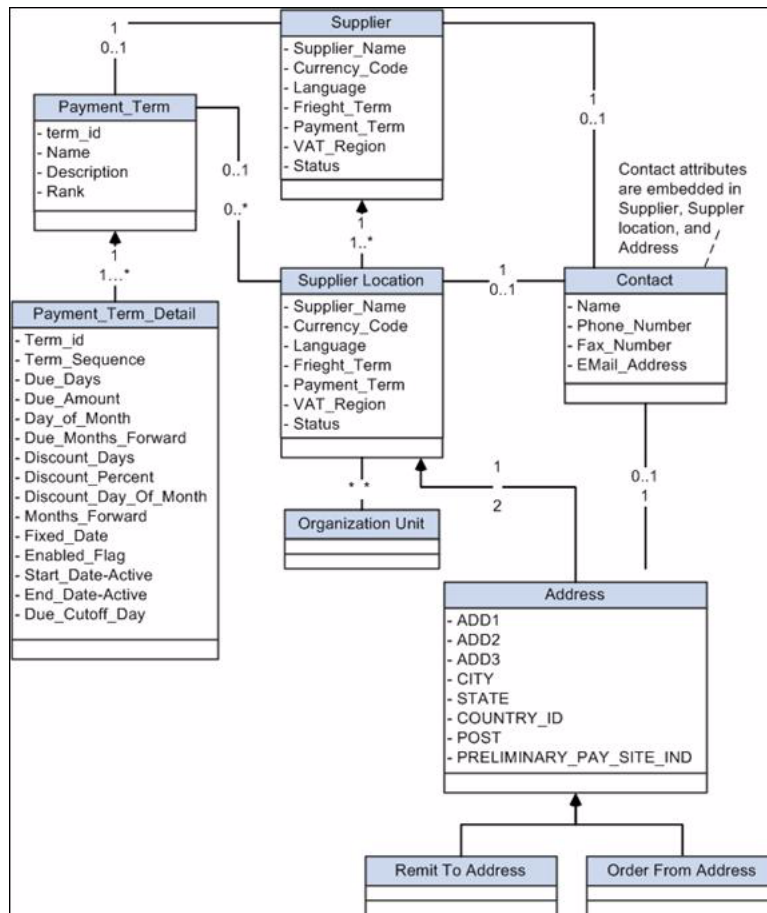 Supplier
- Supplier_Name
- Currency_Code
- Language
- Frieght_Term
- Payment_Term
- VAT_Region
- Status
1
0..1
Payment_Term
- term_id
- Name
- Description
- Rank
0..1
0..*
1
0..1
Contact attributes
are embedded in
Supplier, Suppler
location, and
Address
1
1..*
1
1...*
Supplier Location
- Supplier_Name
- Currency_Code
- Language
- Frieght_Term
- Payment_Term
- VAT_Region
- Status
1
0..1
Contact
- Name
- Phone_Number
- Fax_Number
- EMail_Address
Payment_Term_Detail
- Term_id
- Term_Sequence
- Due_Days
- Due_Amount
- Day_of_Month
- Due_Months_Forward
- Discount_Days
- Discount_Percent
- Discount_Day_Of_Month
- Months_Forward
- Fixed_Date
- Enabled_Flag
- Start_Date-Active
- End_Date-Active
- Due_Cutoff_Day
* *
Organization Unit
1
2
0..1
1
Address
- ADD1
- ADD2
- ADD3
- CITY
- STATE
- COUNTRY_ID
- POST
- PRELIMINARY_PAY_SITE_IND
Remit To Address
Order From Address